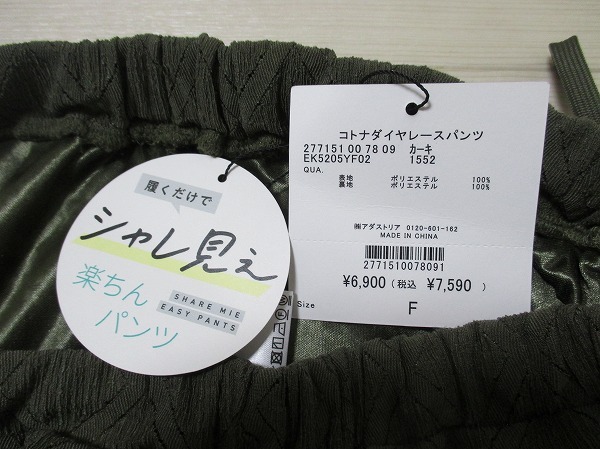 履くだけで
シャレ見え
楽ちん
パンツ
SHARE MIE
EASY PANTS
コトナダイヤレースパンツ
277151 00 78 09 カーキ
EK5205YF02 1552
QUA.
表地 ポリエステル 100%
裏地 ポリエステル 100%
㈱アダストリア 0120-601-162
MADE IN CHINA
2771510078091
¥6,900 (税込 ¥7,590 )
Size F